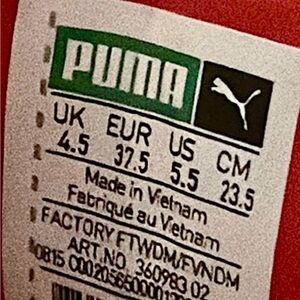 PUMA
UK EUR US CM
4.5 37.5 5.5 23.5
Made in Vietnam
Fabriqué au Vietnam
FACTORY FTWDM/FVNDM
ART.NO. 360983 02
0815